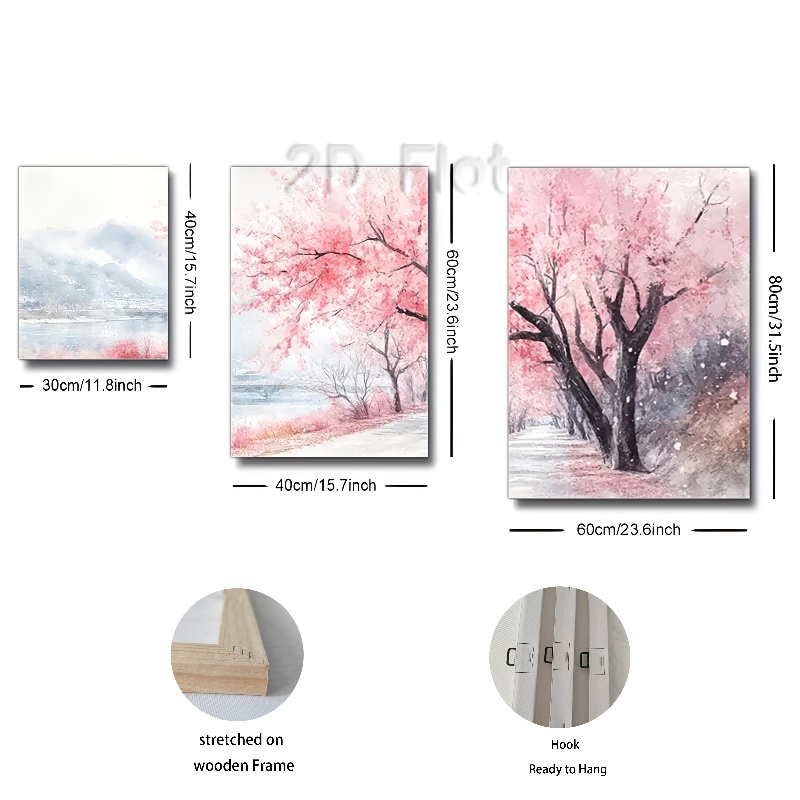 2D Flat
40cm/15.7inch
30cm/11.8inch
60cm/23.6inch
40cm/15.7inch
80cm/31.5inch
60cm/23.6inch
stretched on
wooden Frame
Hook
Ready to Hang